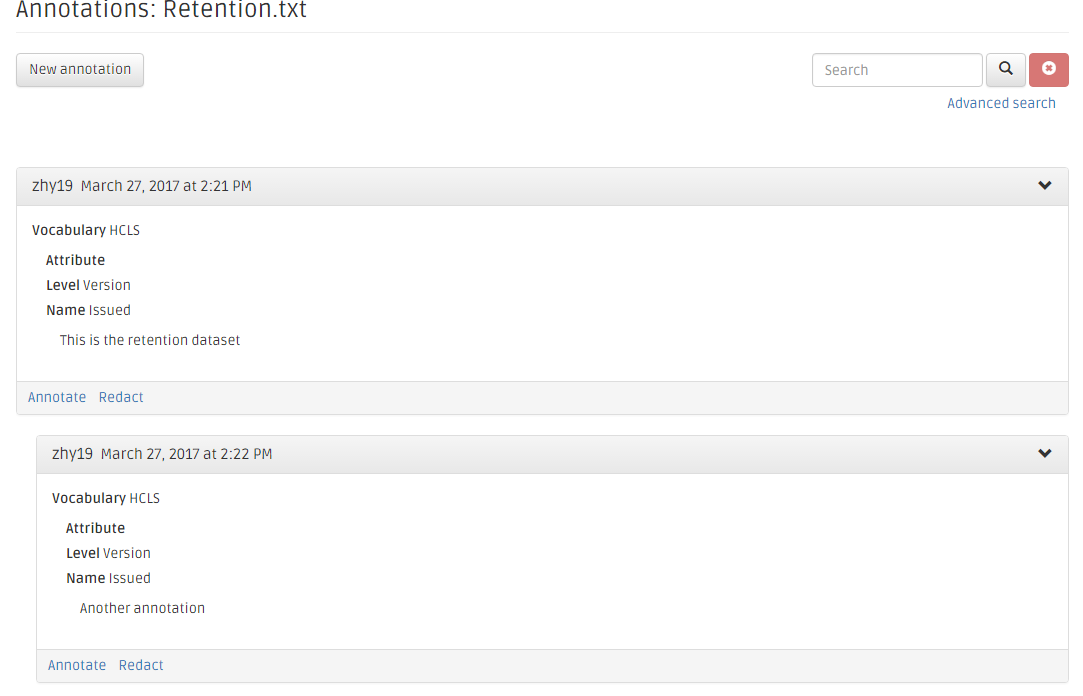 Annotations: Retention.txt
New annotation
Search
Advanced search
zhy19 March 27, 2017 at 2:21 PM
Vocabulary HCLS
Attribute
Level Version
Name Issued
This is the retention dataset
Annotate Redact
zhy19 March 27, 2017 at 2:22 PM
Vocabulary HCLS
Attribute
Level Version
Name Issued
Another annotation
Annotate Redact